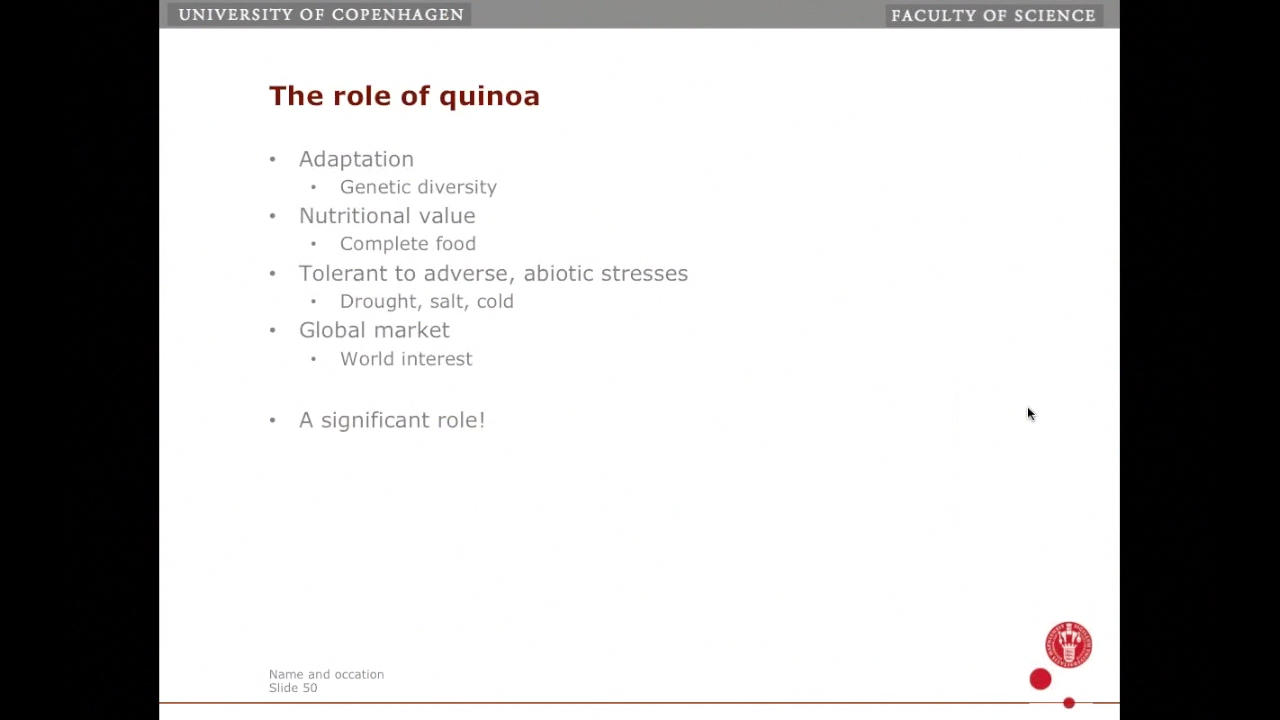 UNIVERSITY OF COPENHAGEN
FACULTY OF SCIENCE
The role of quinoa
• Adaptation
• Genetic diversity
• Nutritional value
• Complete food
• Tolerant to adverse, abiotic stresses
• Drought, salt, cold
• Global market
• World interest
• A significant role!
Name and occation
Slide 50